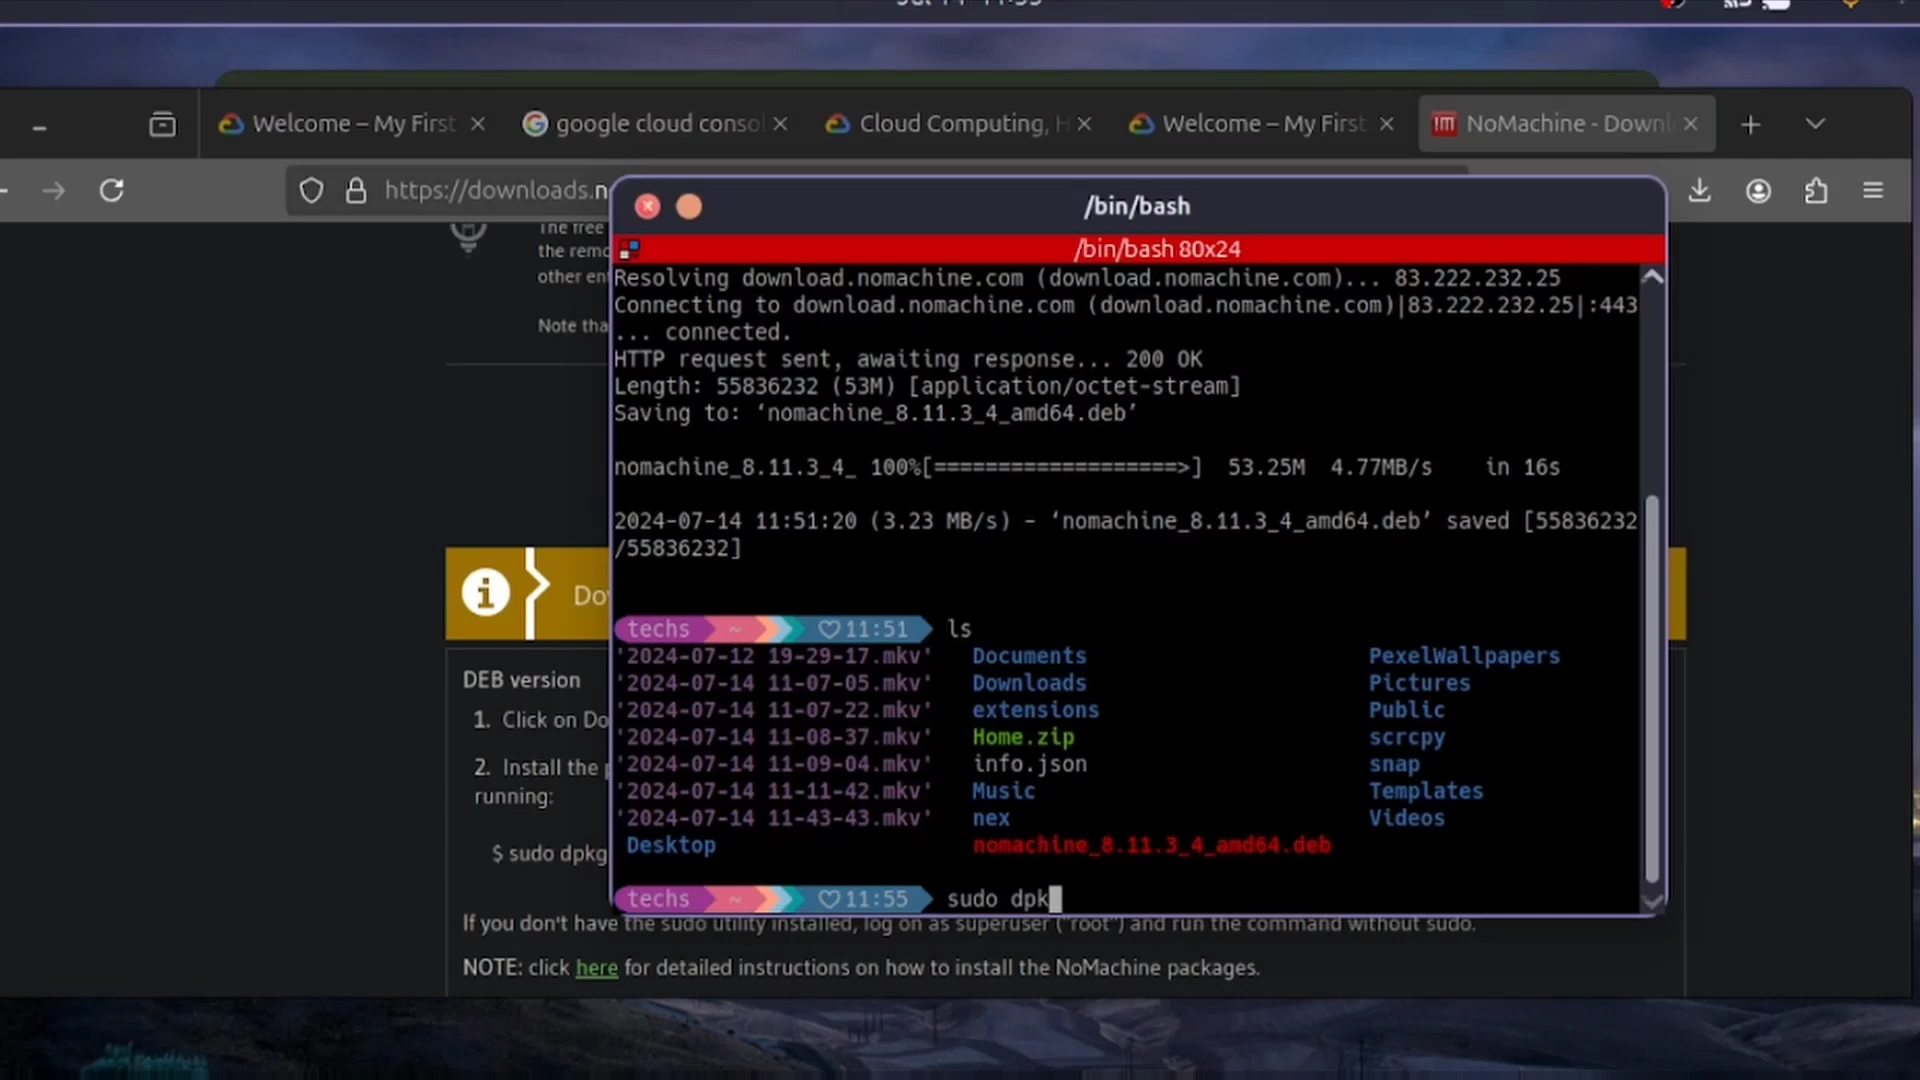 Welcome – My First
google cloud conso
Cloud Computing, H
Welcome – My First
NoMachine - Downl
https://downloads.n
The free
the remo
other ent
Note tha
/bin/bash
/bin/bash 80x24
Resolving download.nomachine.com (download.nomachine.com)... 83.222.232.25
Connecting to download.nomachine.com (download.nomachine.com)|83.222.232.25|:443
... connected.
HTTP request sent, awaiting response... 200 OK
Length: 55836232 (53M) [application/octet-stream]
Saving to: ‘nomachine_8.11.3_4_amd64.deb’
nomachine_8.11.3_4_ 100%[===================>] 53.25M 4.77MB/s in 16s
2024-07-14 11:51:20 (3.23 MB/s) - ‘nomachine_8.11.3_4_amd64.deb’ saved [55836232
/55836232]
techs ~ ♡11:51 ls
'2024-07-12 19-29-17.mkv' Documents PexelWallpapers
'2024-07-14 11-07-05.mkv' Downloads Pictures
'2024-07-14 11-07-22.mkv' extensions Public
'2024-07-14 11-08-37.mkv' Home.zip scrcpy
'2024-07-14 11-09-04.mkv' info.json snap
'2024-07-14 11-11-42.mkv' Music Templates
'2024-07-14 11-43-43.mkv' nex Videos
Desktop nomachine_8.11.3_4_amd64.deb
techs ~ ♡11:55 sudo dpk
Do
DEB version
1. Click on Do
2. Install the p
running:
$ sudo dpkg
If you don't have the sudo utility installed, log on as superuser ("root") and run the command without sudo.
NOTE: click here for detailed instructions on how to install the NoMachine packages.